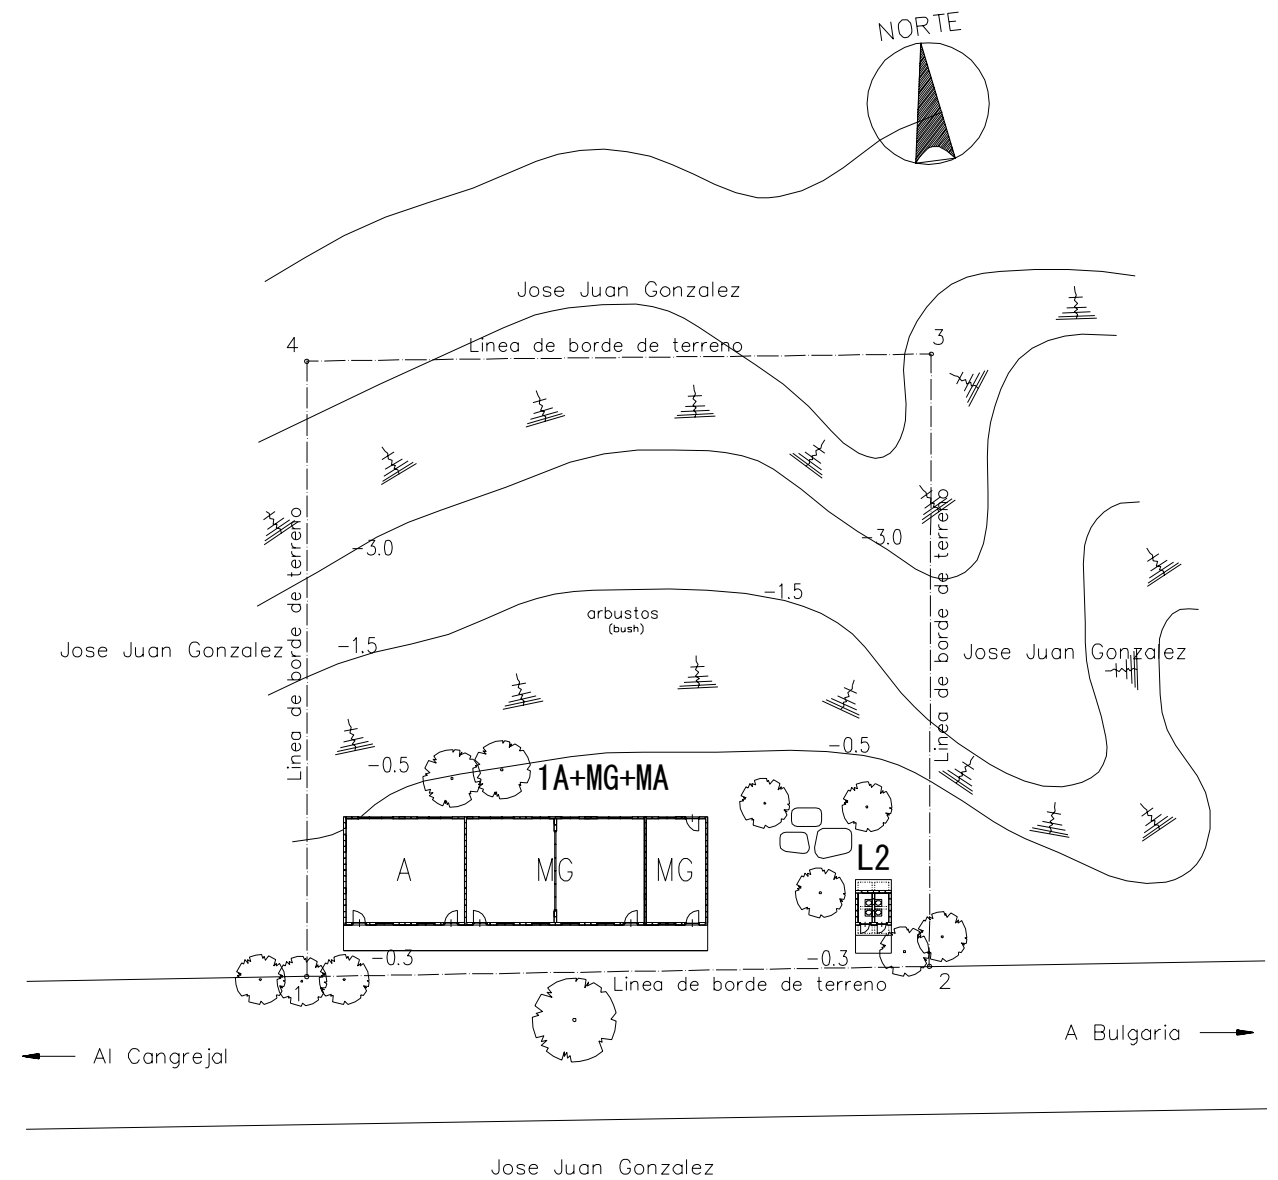 NORTE
Jose Juan Gonzalez
4
Linea de borde de terreno
3
Linea de borde de terreno
Linea de borde de terreno
-3.0
-3.0
-1.5
arbustos
(bush)
-1.5
Jose Juan Gonzalez
Jose Juan Gonzalez
-0.5
-0.5
1A+MG+MA
L2
A
MG
MG
-0.3
-0.3
1
Linea de borde de terreno
2
A Bulgaria
Al Cangrejal
Jose Juan Gonzalez